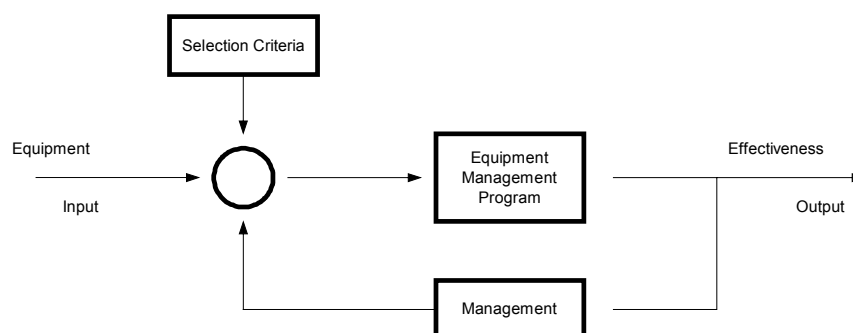 Selection Criteria
Equipment
Input
Equipment
Management
Program
Effectiveness
Output
Management